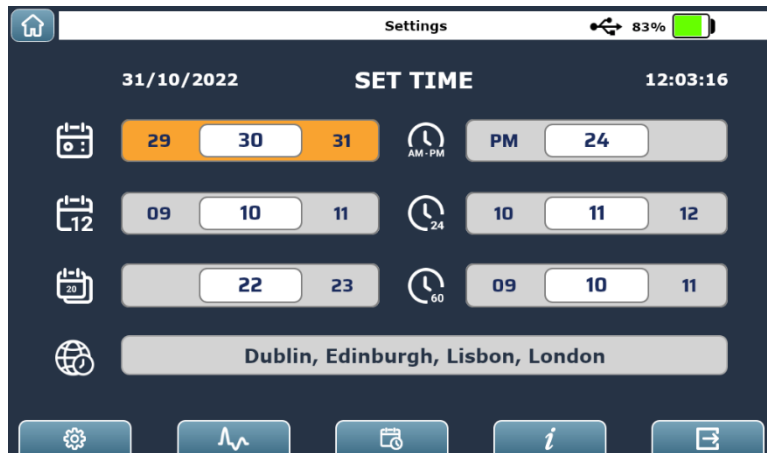 Settings 83%
31/10/2022 SET TIME 12:03:16
29 30 31 AM-PM PM 24
12 09 10 11 24 10 11 12
20 22 23 60 09 10 11
Dublin, Edinburgh, Lisbon, London
i